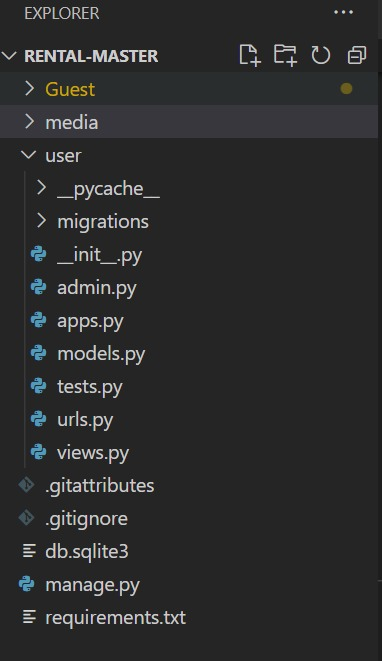 EXPLORER ...
RENTAL-MASTER
Guest
media
user
__pycache__
migrations
__init__.py
admin.py
apps.py
models.py
tests.py
urls.py
views.py
.gitattributes
.gitignore
db.sqlite3
manage.py
requirements.txt